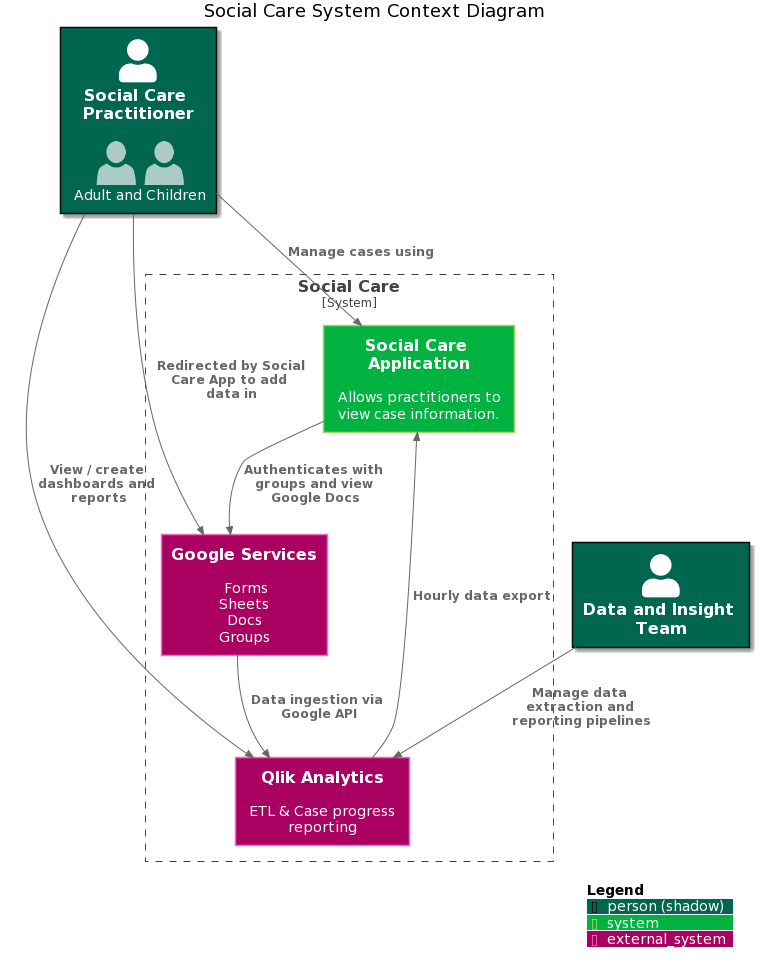 Social Care System Context Diagram
Social Care
Practitioner
Adult and Children
Manage cases using
Social Care
[System]
Social Care
Application
Allows practitioners to
view case information.
Redirected by Social
Care App to add
data in
View / create
dashboards and
reports
Authenticates with
groups and view
Google Docs
Google Services
Forms
Sheets
Docs
Groups
Hourly data export
Data and Insight
Team
Data ingestion via
Google API
Manage data
extraction and
reporting pipelines
Qlik Analytics
ETL & Case progress
reporting
Legend
person (shadow)
system
external_system